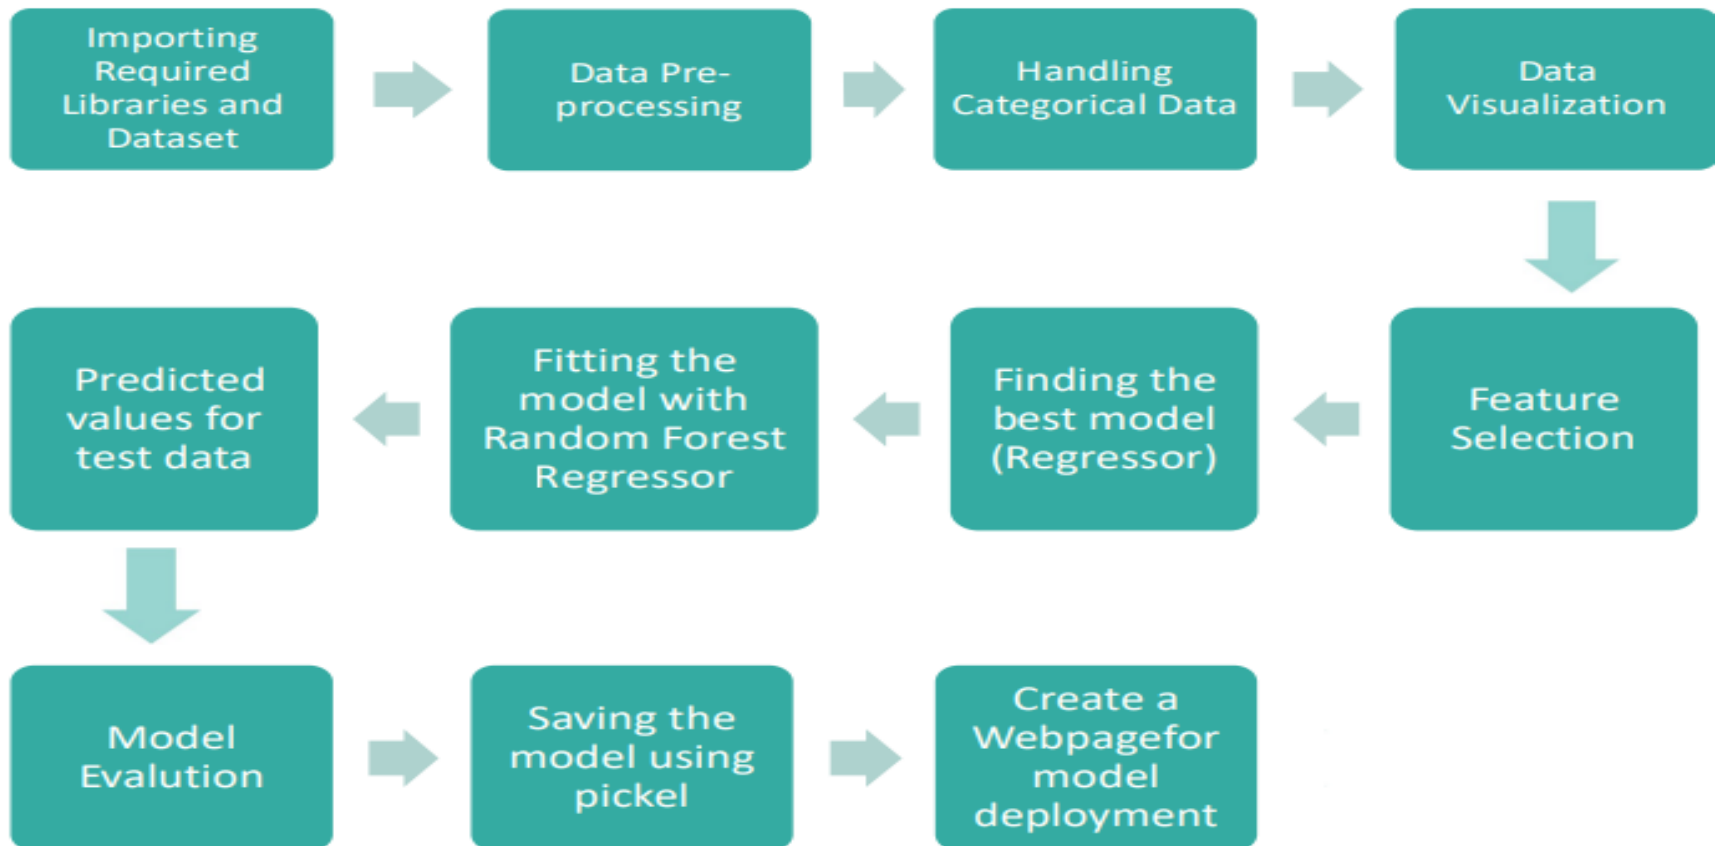 Importing
Required
Libraries and
Dataset
Data Pre-
processing
Handling
Categorical Data
Data
Visualization
Feature
Selection
Finding the
best model
(Regressor)
Fitting the
model with
Random Forest
Regressor
Predicted
values for
test data
Model
Evalution
Saving the
model using
pickel
Create a
Webpagefor
model
deployment